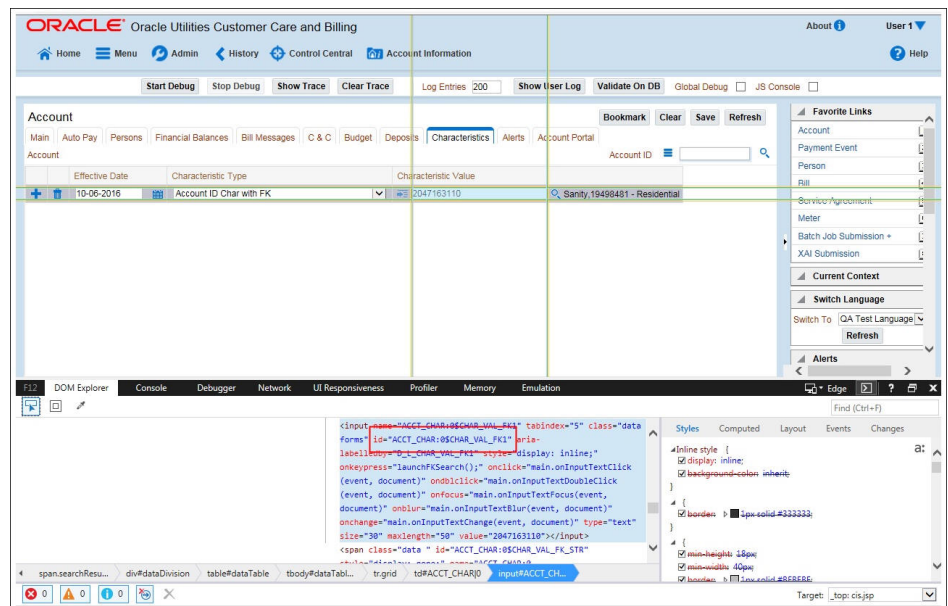 ORACLE® Oracle Utilities Customer Care and Billing
About User 1
Home Menu Admin History Control Central Account Information Help
Start Debug Stop Debug Show Trace Clear Trace Log Entries 200 Show User Log Validate On DB Global Debug JS Console
Account
Bookmark Clear Save Refresh
Main Auto Pay Persons Financial Balances Bill Messages C & C Budget Deposits Characteristics Alerts Account Portal
Account
Account ID
Effective Date Characteristic Type Characteristic Value
10-06-2016 Account ID Char with FK 2047163110 Sanity,19498481 - Residential
Favorite Links
Account
Payment Event
Person
Bill
Service Agreement
Meter
Batch Job Submission +
XAI Submission
Current Context
Switch Language
Switch To QA Test Language
Refresh
Alerts
F12 DOM Explorer Console Debugger Network UI Responsiveness Profiler Memory Emulation Edge
Find (Ctrl+F)
<input name="ACCT_CHAR:0$CHAR_VAL_FK1" tabindex="5" class="data
forms" id="ACCT_CHAR:0$CHAR_VAL_FK1" aria-
labelledby="D_L_CHAR_VAL_FK1" style="display: inline;"
onkeypress="launchFKSearch();" onclick="main.onInputTextClick
(event, document)" ondblclick="main.onInputTextDoubleClick
(event, document)" onfocus="main.onInputTextFocus(event,
document)" onblur="main.onInputTextBlur(event, document)"
onchange="main.onInputTextChange(event, document)" type="text"
size="30" maxlength="50" value="2047163110"></input>
<span class="data " id="ACCT_CHAR:0$CHAR_VAL_FK_STR"
Styles Computed Layout Events Changes
Inline style {
a:
display: inline;
background-color: inherit;
}
{
border: 1px solid #333333;
}
{
min-height: 18px;
min-width: 40px;
span.searchResu... div#dataDivision table#dataTable tbody#dataTabl... tr.grid td#ACCT_CHAR|0 input#ACCT_CH...
0 0 0
Target: _top: cis.jsp